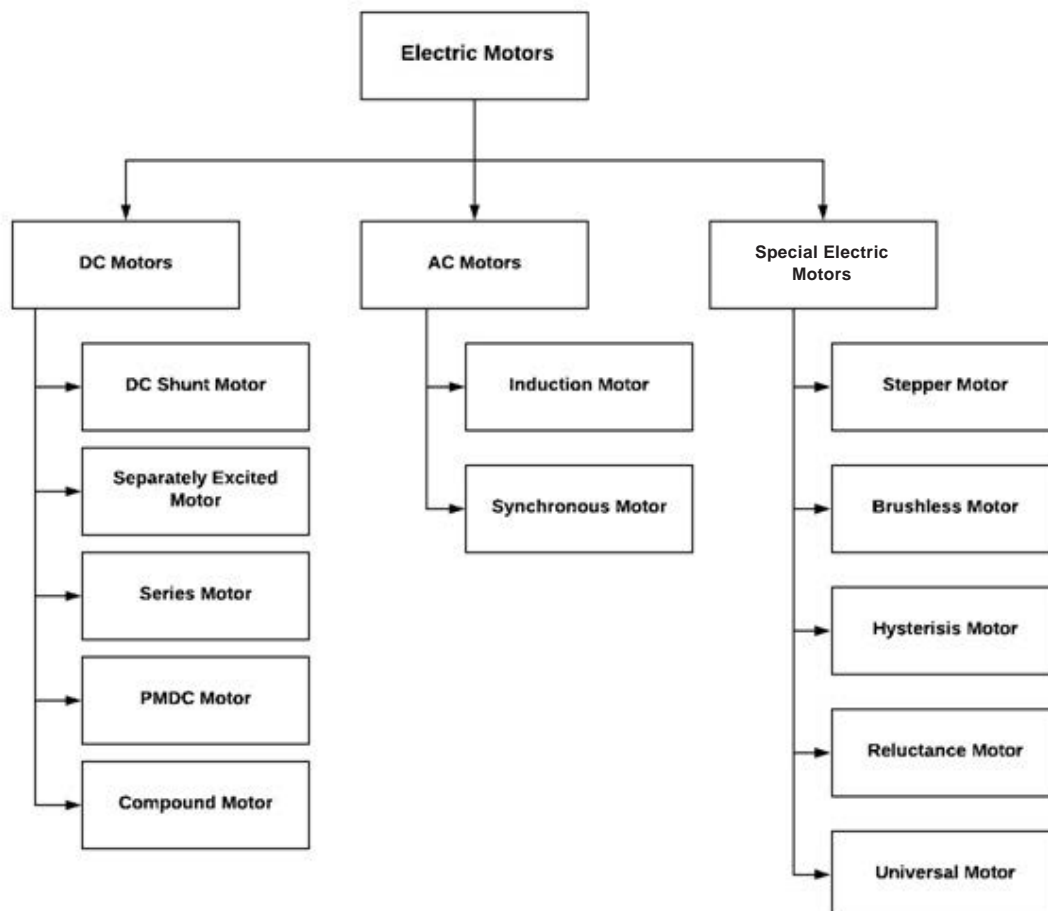 Electric Motors
DC Motors
AC Motors
Special Electric
Motors
DC Shunt Motor
Separately Excited
Motor
Series Motor
PMDC Motor
Compound Motor
Induction Motor
Synchronous Motor
Stepper Motor
Brushless Motor
Hysterisis Motor
Reluctance Motor
Universal Motor